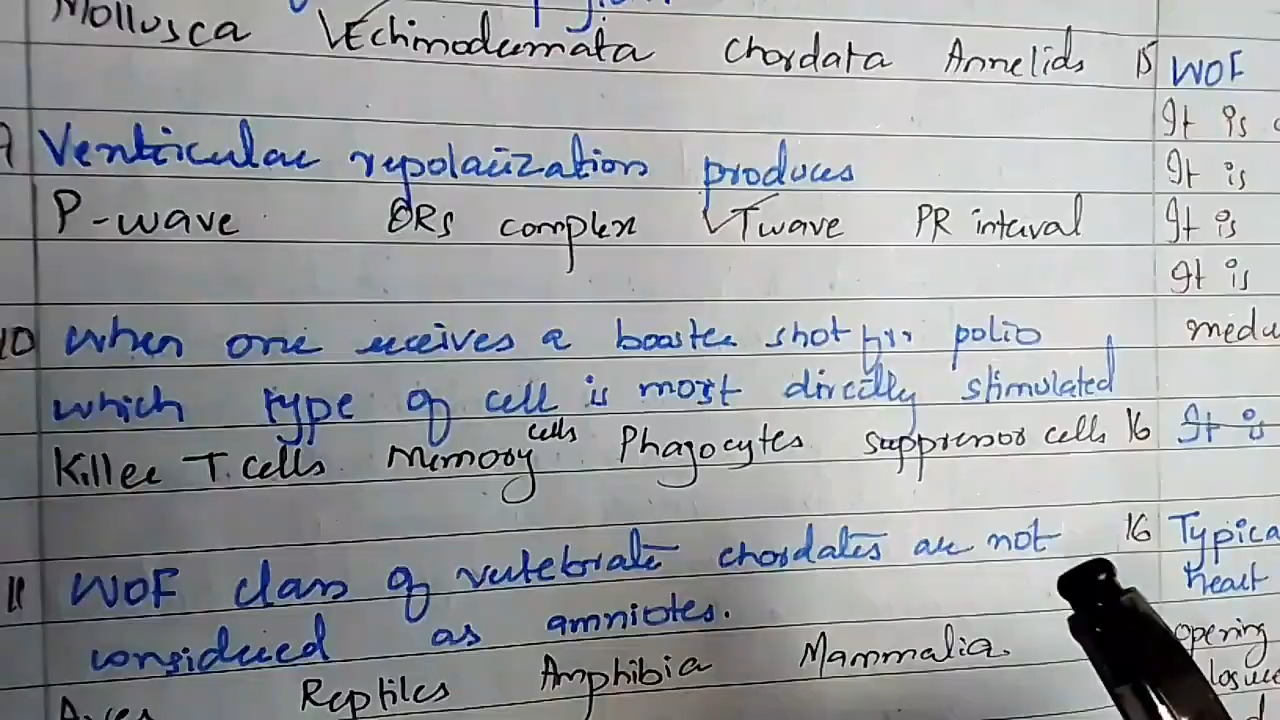 Mollusca Echinodermata Chordata Annelids
9 Ventricular repolarization produces
P-wave QRS complex T wave PR interval
10 When one receives a booster shot for polio
which type of cell is most directly stimulated
Killer T. cells Memory cells Phagocytes Suppressor cells
11 WOF class of vertebrate chordates are not
considered as amniotes.
Aves Reptiles Amphibia Mammalia.
15 WOF
It is
It is
It is
It is
medu
16 It is
16 Typica
heart
opening